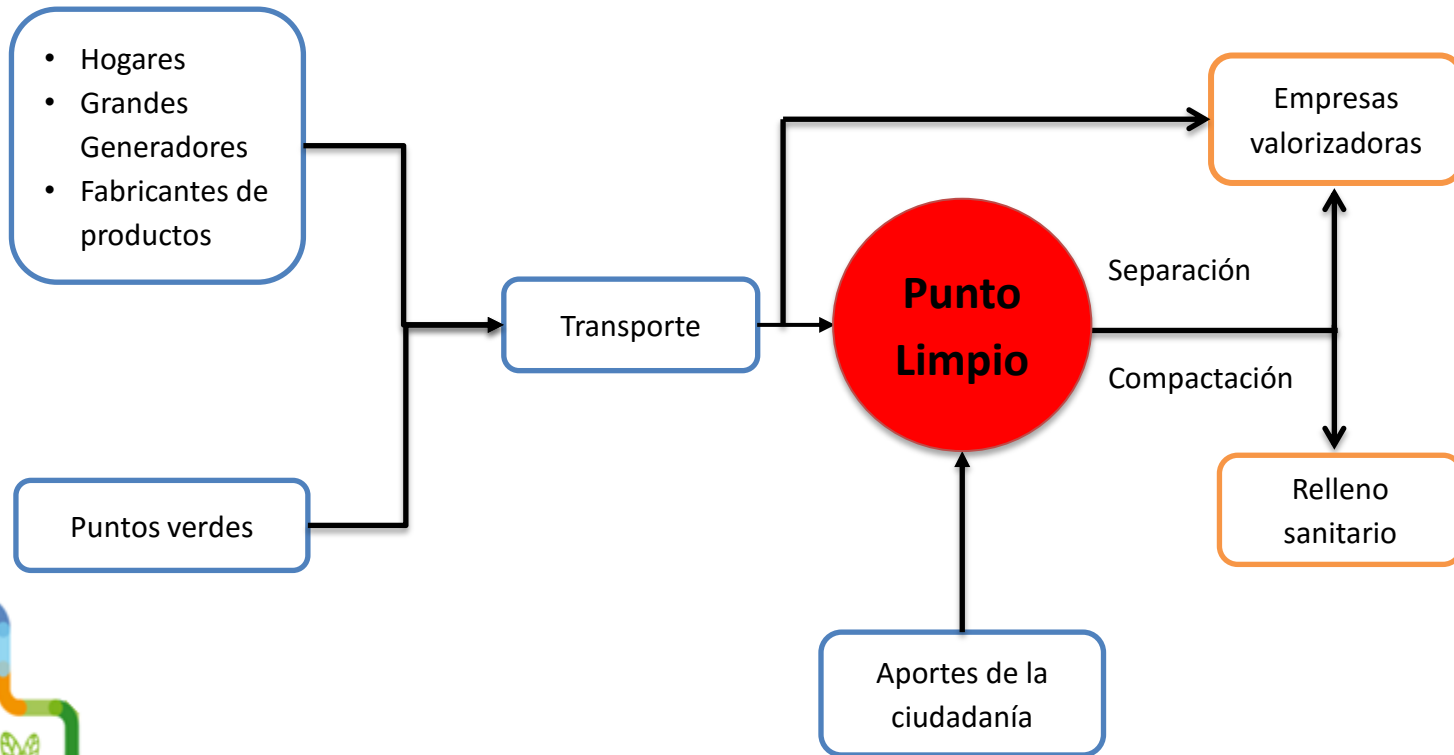 • Hogares
• Grandes
Generadores
• Fabricantes de
productos
Empresas
valorizadoras
Transporte
Punto
Limpio
Separación
Compactación
Puntos verdes
Relleno
sanitario
Aportes de la
ciudadanía